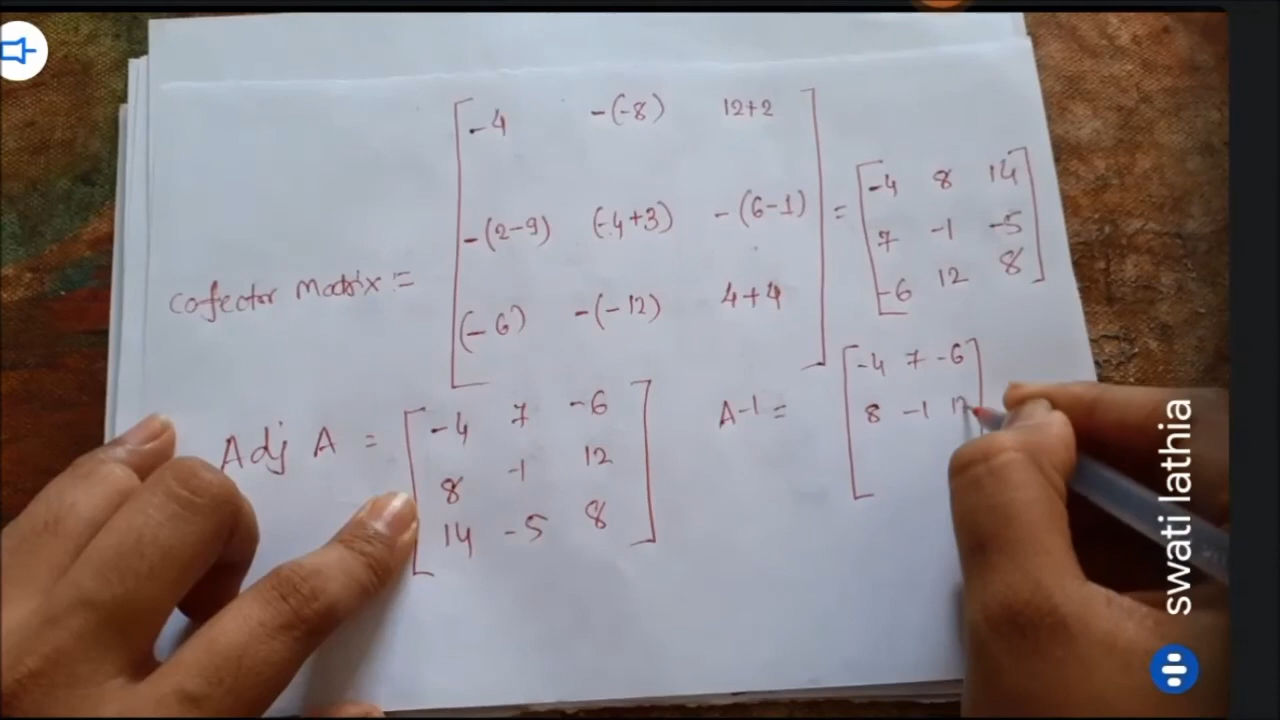 -4 -(-8) 12+2
-(2-9) (-4+3) -(6-1)
(-6) -(-12) 4+4
Cofector Matrix :=
= -4 8 14
7 -1 -5
-6 12 8
Adj A =
-4 7 -6
8 -1 12
14 -5 8
A-1 =
-4 7 -6
8 -1 12
swati lathia